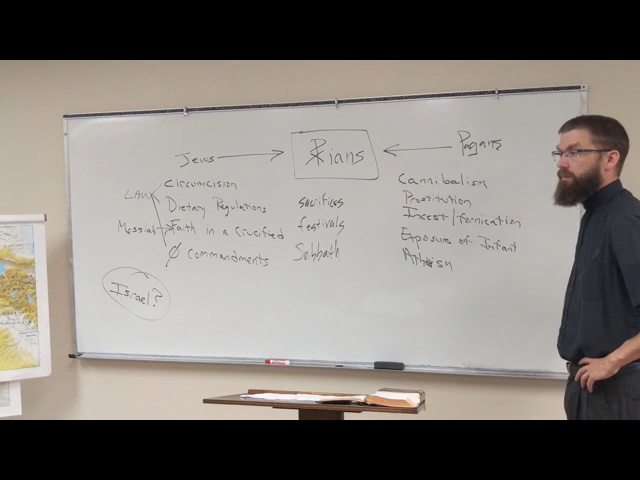 Jews → ☧ians ← Pagans
Law
Circumcision
Dietary Regulations
Messiah → Faith in a Crucified
Ø Commandments
Israel?
sacrifices
festivals
Sabbath
Cannibalism
Prostitution
Incest/fornication
Exposure of Infant
Atheism